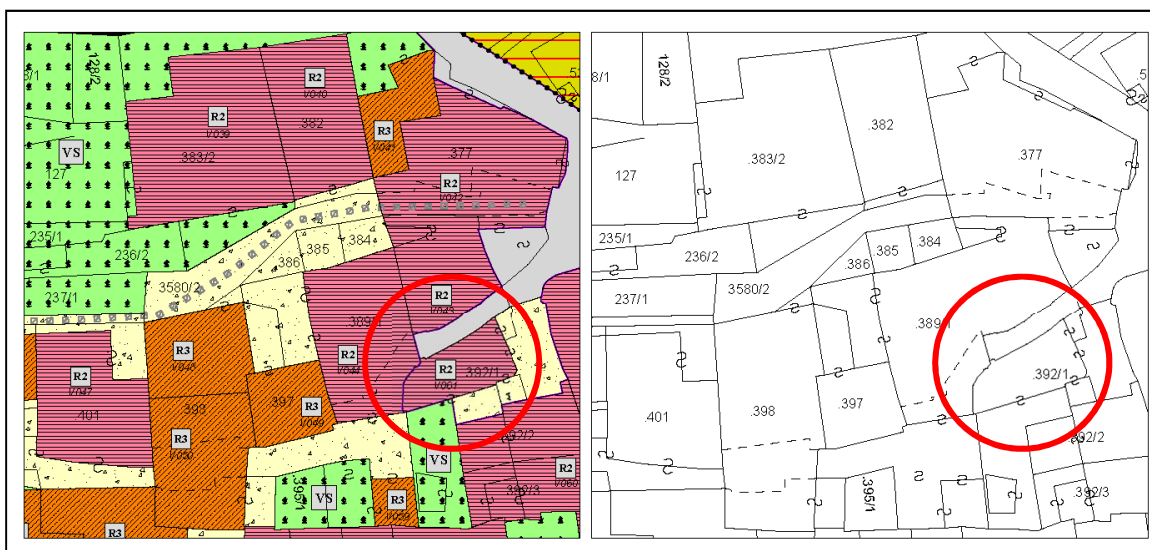 128/2
R2
V040
R2
V039
.382
R3
V041
.377
.383/2
VS
127
R2
V042
235/1
236/2
385
384
386
237/1
3580/2
R2
V043
R3
V048
R2
V044
R2
V047
R2
V061
.392/1
.401
.398
.397
R3
V049
R3
V050
VS
R2
V060
.392/3
VS
.395/1
R3
R3
128/2
.382
.383/2
.377
127
235/1
236/2
385
384
386
237/1
3580/2
.389/1
.392/1
.401
.398
.397
.392/2
.395/1
.392/3